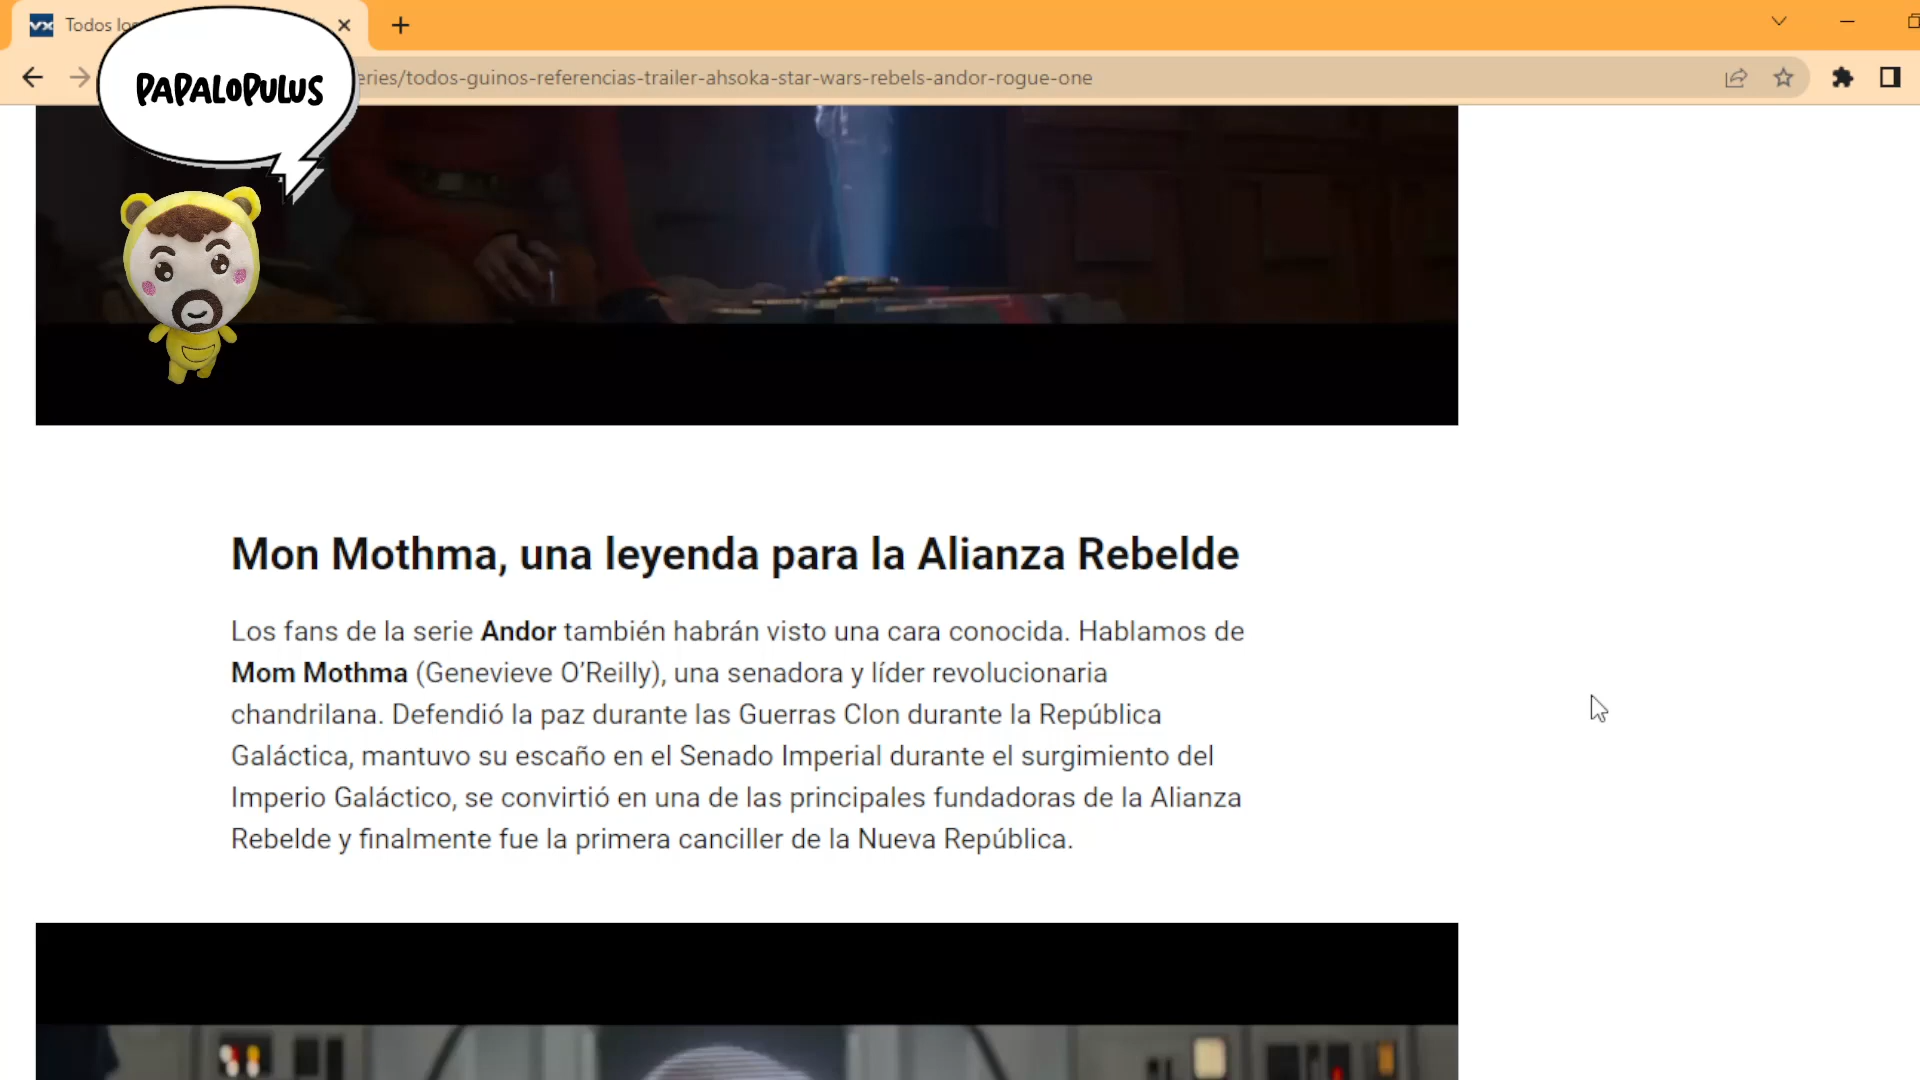 Todos lo
PAPALOPULUS
eries/todos-guinos-referencias-trailer-ahsoka-star-wars-rebels-andor-rogue-one
Mon Mothma, una leyenda para la Alianza Rebelde
Los fans de la serie Andor también habrán visto una cara conocida. Hablamos de
Mom Mothma (Genevieve O’Reilly), una senadora y líder revolucionaria
chandrilana. Defendió la paz durante las Guerras Clon durante la República
Galáctica, mantuvo su escaño en el Senado Imperial durante el surgimiento del
Imperio Galáctico, se convirtió en una de las principales fundadoras de la Alianza
Rebelde y finalmente fue la primera canciller de la Nueva República.